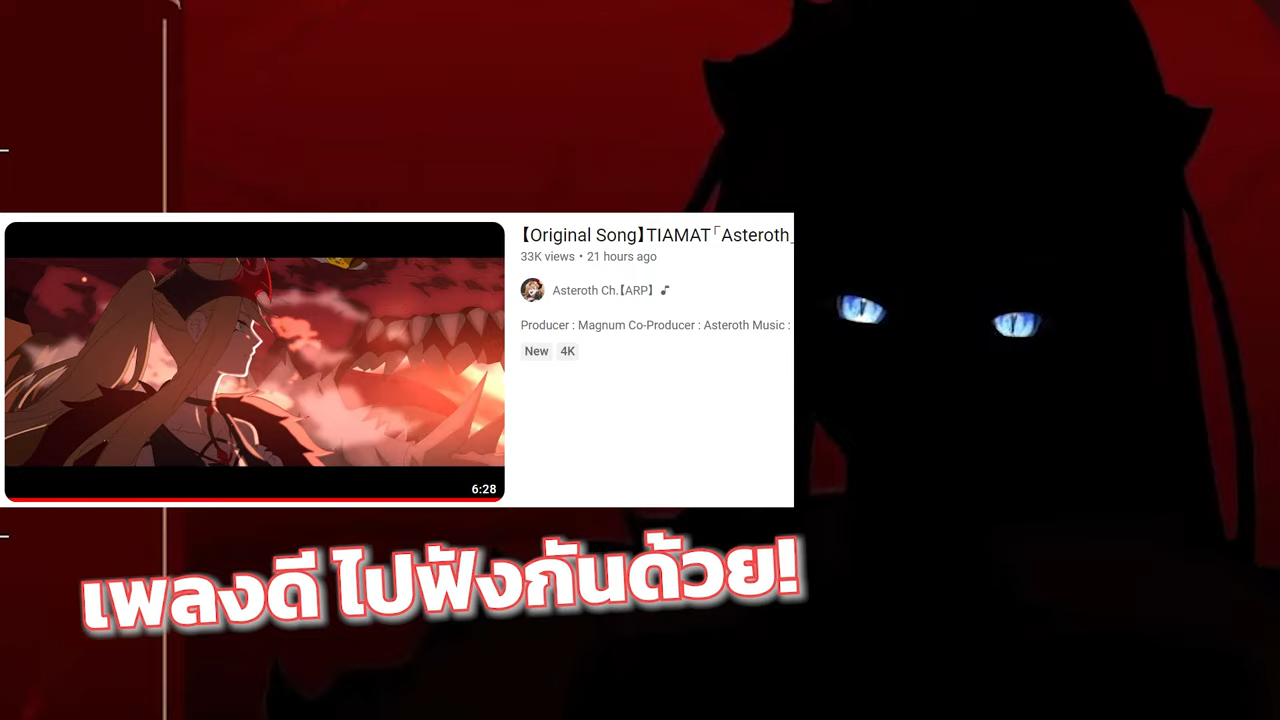 【Original Song】TIAMAT「Asteroth」
33K views • 21 hours ago
Asteroth Ch.【ARP】
Producer : Magnum Co-Producer : Asteroth Music :
New 4K
6:28
เพลงดี ไปฟังกันด้วย!